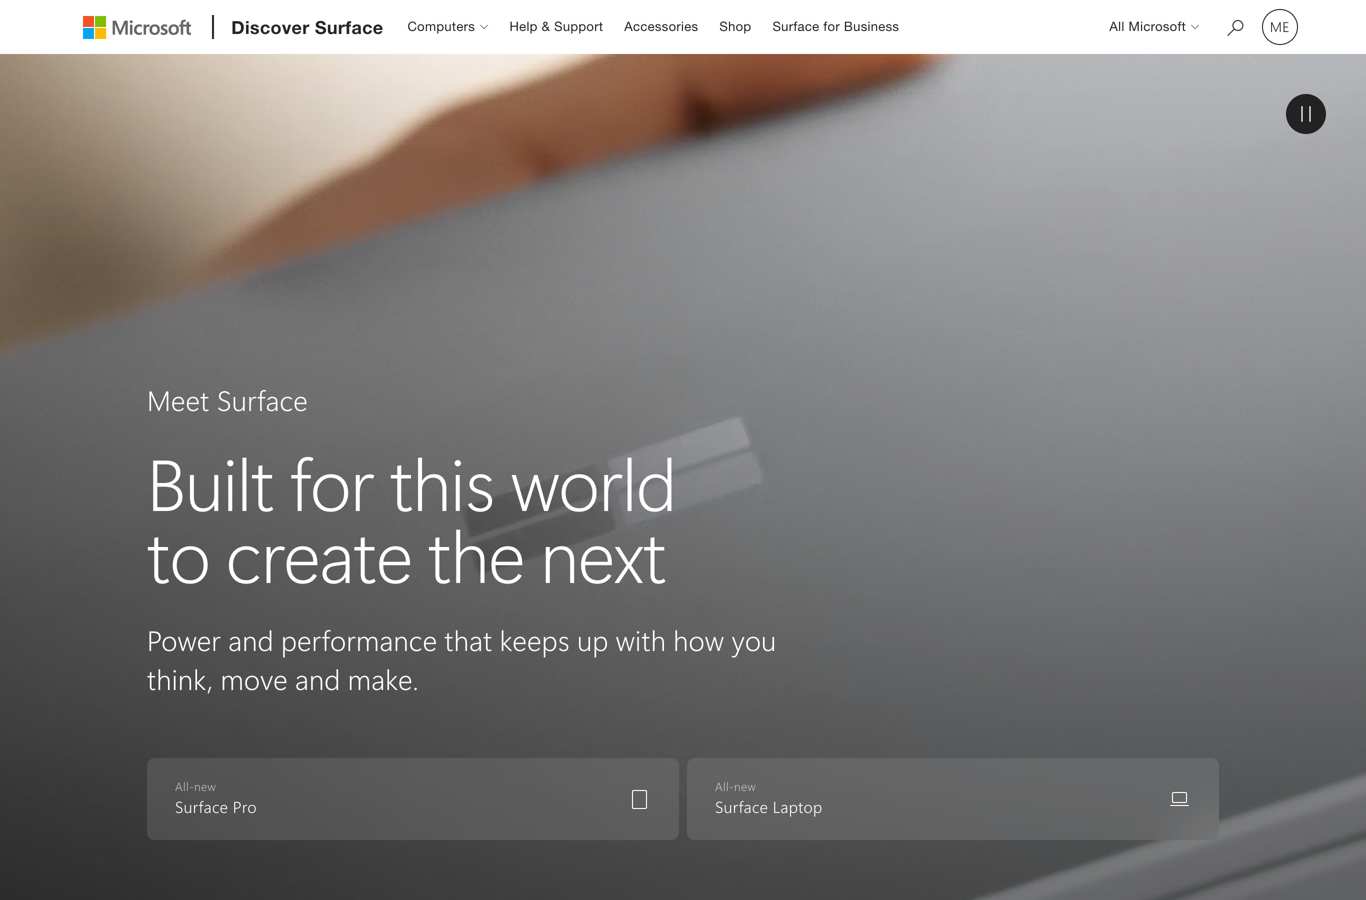 Microsoft
Discover Surface
Computers
Help & Support
Accessories
Shop
Surface for Business
All Microsoft
ME
Meet Surface
Built for this world
to create the next
Power and performance that keeps up with how you
think, move and make.
All-new
Surface Pro
All-new
Surface Laptop